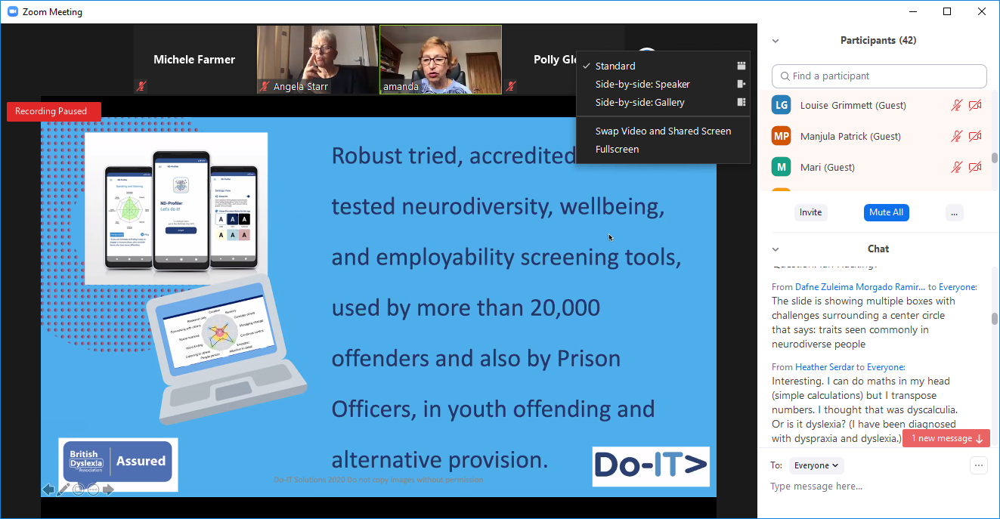 Zoom Meeting
Michele Farmer
Angela Starr
amanda
Polly Gl
Standard
Side-by-side: Speaker
Side-by-side: Gallery
Swap Video and Shared Screen
Fullscreen
Recording Paused
Robust tried, accredited
tested neurodiversity, wellbeing,
and employability screening tools,
used by more than 20,000
offenders and also by Prison
Officers, in youth offending and
alternative provision.
ND-Profiler
Let's do it!
A A A
A A A
British
Dyslexia
Association
Assured
Do-IT>
Do-IT Solutions 2020 Do not copy images without permission
Participants (42)
Find a participant
LG Louise Grimmett (Guest)
MP Manjula Patrick (Guest)
M Mari (Guest)
Invite
Mute All
...
Chat
From Dafne Zuleima Morgado Ramir... to Everyone:
The slide is showing multiple boxes with
challenges surrounding a center circle
that says: traits seen commonly in
neurodiverse people
From Heather Serdar to Everyone:
Interesting. I can do maths in my head
(simple calculations) but I transpose
numbers. I thought that was dyscalculia.
Or is it dyslexia? (I have been diagnosed
with dyspraxia and dyslexia.)
1 new message
To: Everyone
Type message here...